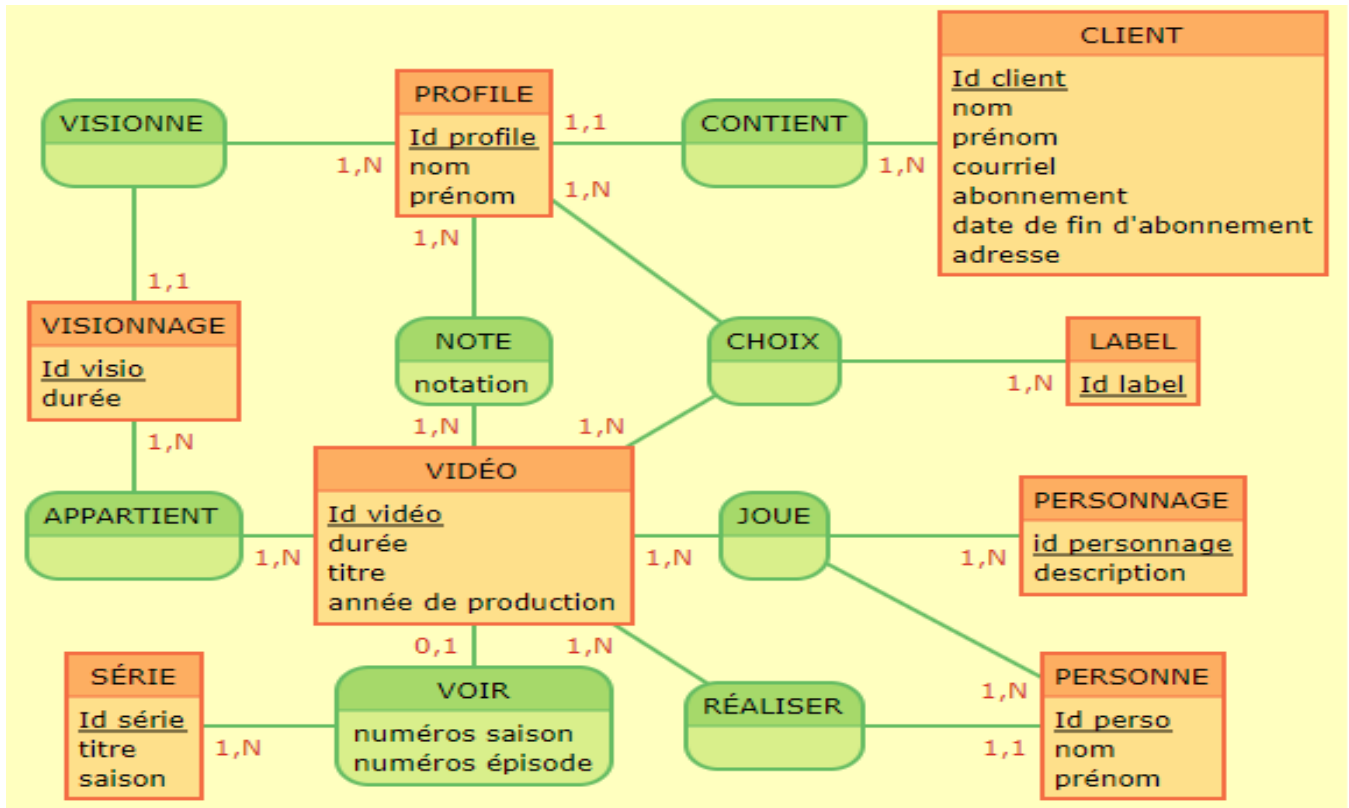 CLIENT
Id client
nom
prénom
courriel
abonnement
date de fin d'abonnement
adresse
PROFILE
Id profile
nom
prénom
VISIONNE
CONTIENT
1,N
1,1
1,N
1,N
1,N
1,1
VISIONNAGE
Id visio
durée
NOTE
notation
CHOIX
LABEL
Id label
1,N
1,N
1,N
1,N
VIDÉO
Id vidéo
durée
titre
année de production
APPARTIENT
1,N
JOUE
1,N
1,N
PERSONNAGE
id personnage
description
0,1
1,N
SÉRIE
Id série
titre
saison
1,N
VOIR
numéros saison
numéros épisode
RÉALISER
1,N
1,1
PERSONNE
Id perso
nom
prénom